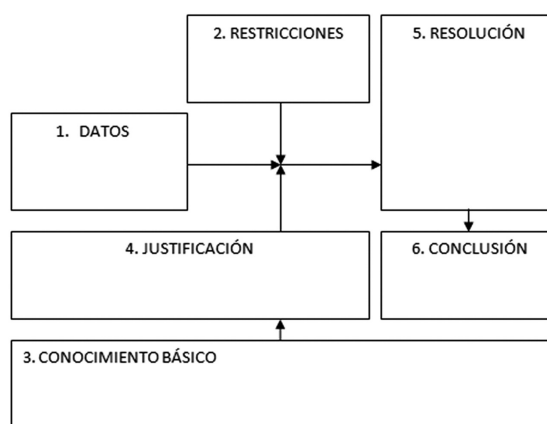 2. RESTRICCIONES
5. RESOLUCIÓN
1. DATOS
4. JUSTIFICACIÓN
6. CONCLUSIÓN
3. CONOCIMIENTO BÁSICO